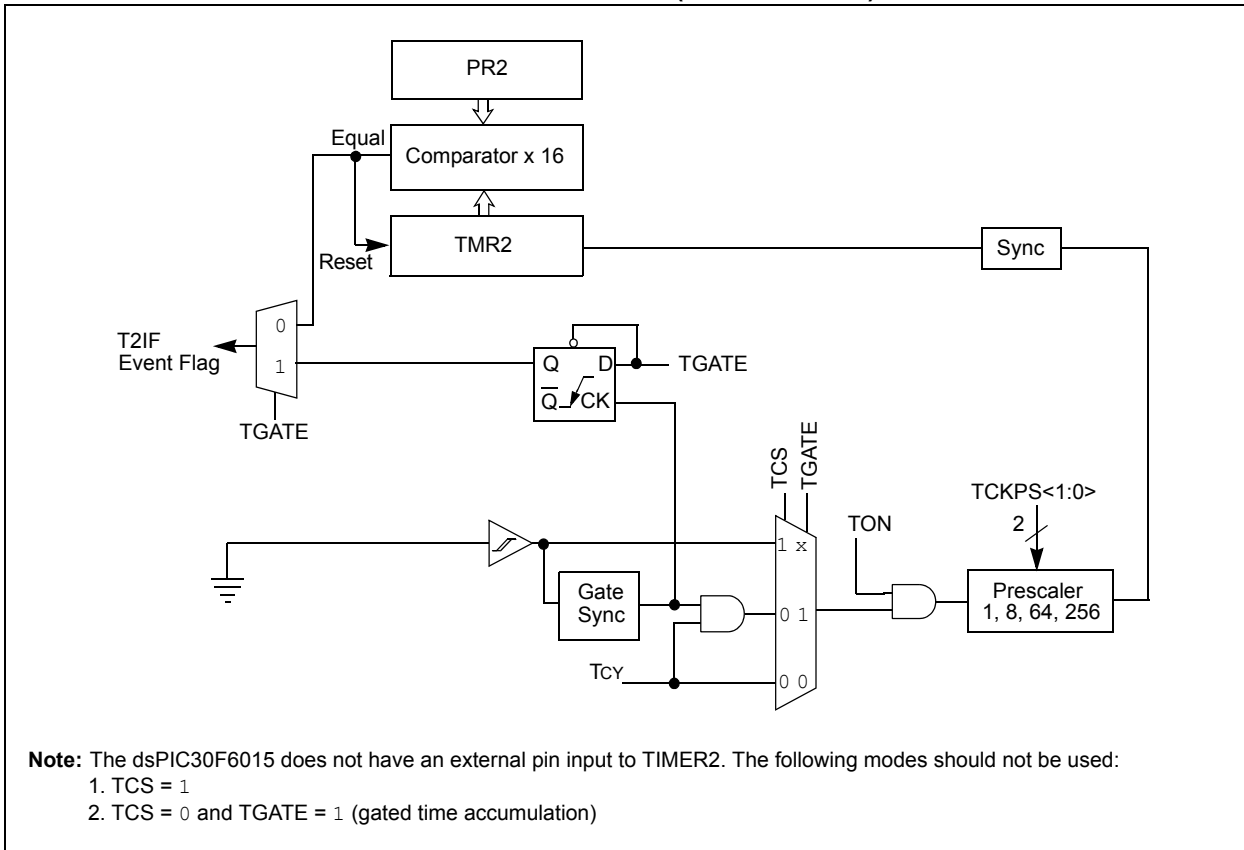 PR2
Equal
Comparator x 16
TMR2
Reset
Sync
0
1
T2IF
Event Flag
TGATE
Q
D
TGATE
Q
CK
TCS
TGATE
TCKPS<1:0>
2
TON
1 x
Gate
Sync
0 1
Prescaler
1, 8, 64, 256
TCY
0 0
Note: The dsPIC30F6015 does not have an external pin input to TIMER2. The following modes should not be used:
1. TCS = 1
2. TCS = 0 and TGATE = 1 (gated time accumulation)